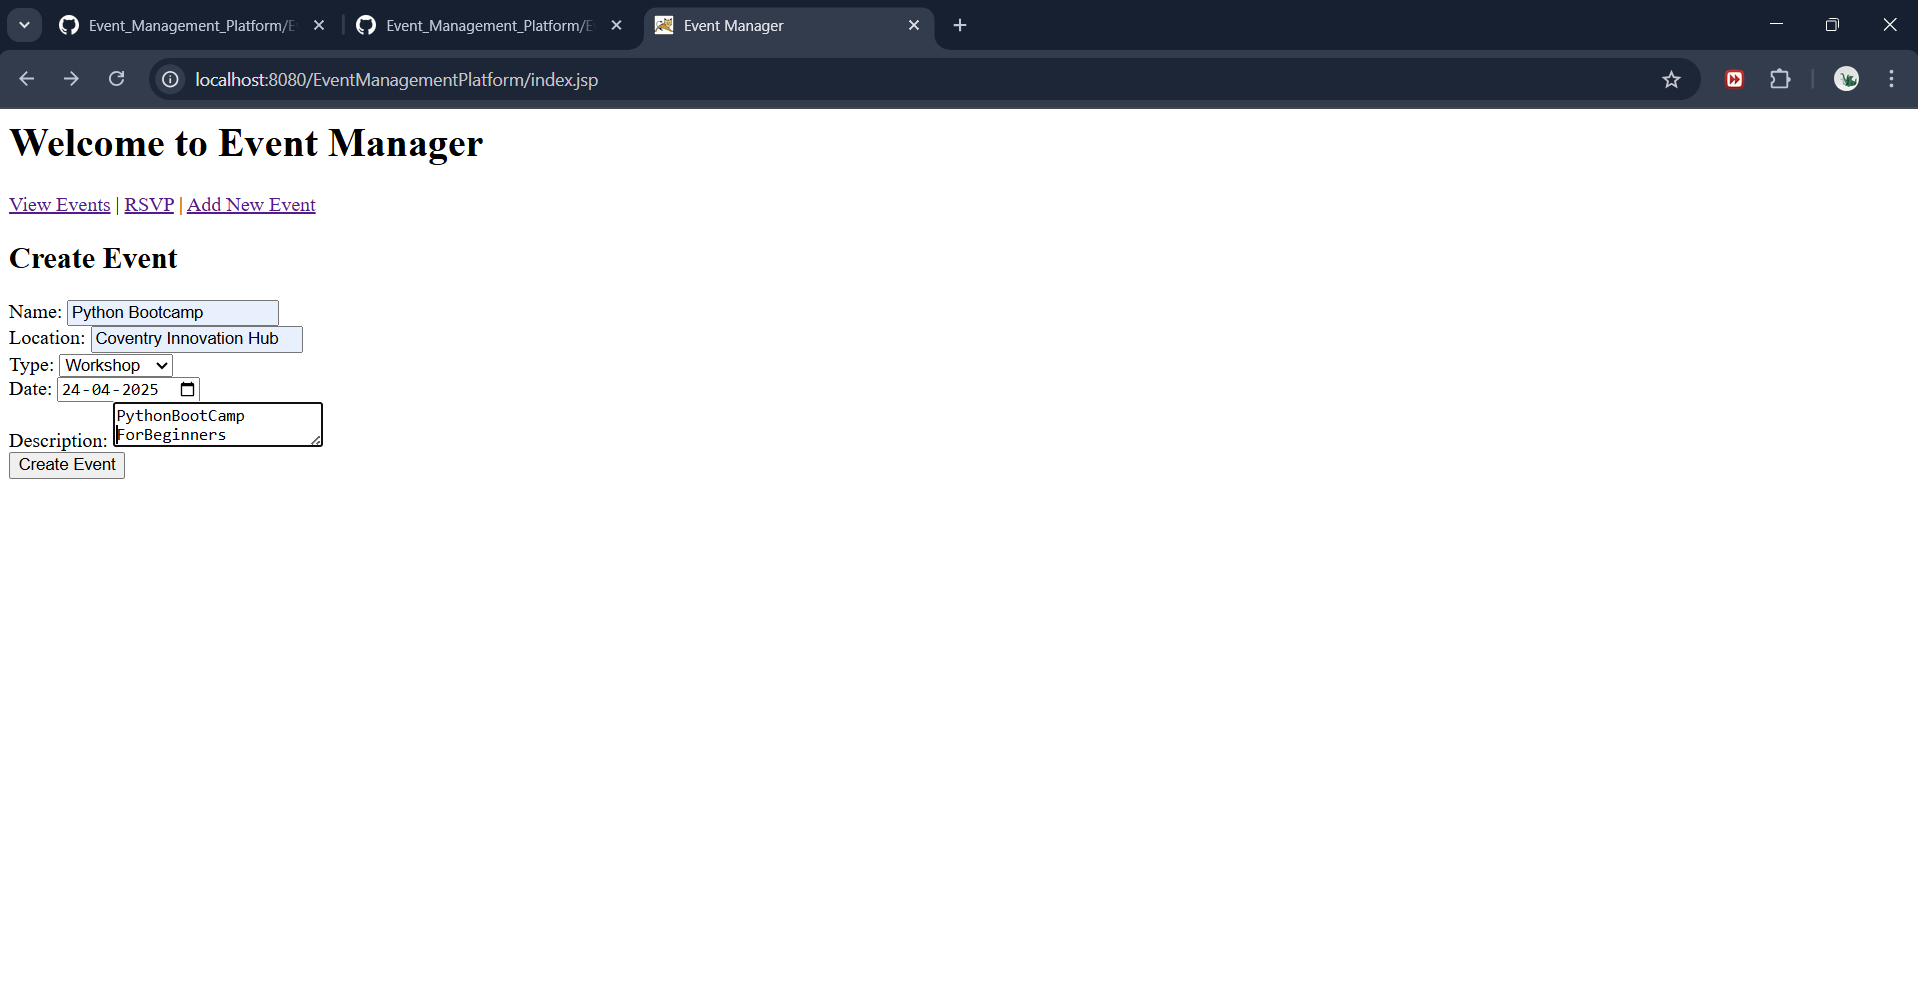 Event_Management_Platform/E
Event_Management_Platform/E
Event Manager
localhost:8080/EventManagementPlatform/index.jsp
Welcome to Event Manager
View Events | RSVP | Add New Event
Create Event
Name: Python Bootcamp
Location: Coventry Innovation Hub
Type: Workshop
Date: 24-04-2025
Description: PythonBootCamp
ForBeginners
Create Event